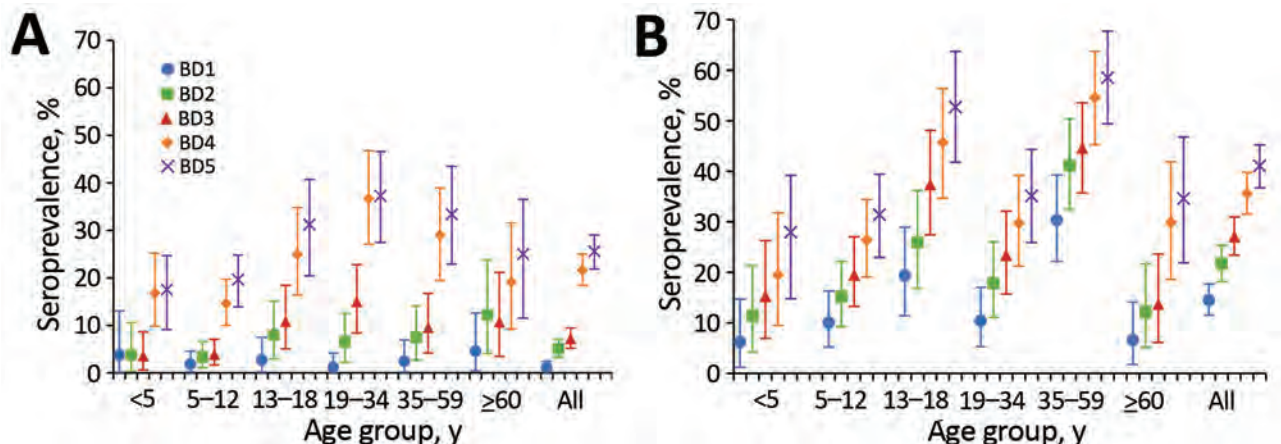 A
70
60
50
40
30
20
10
0
Seroprevalence, %
BD1
BD2
BD3
BD4
BD5
<5 5–12 13–18 19–34 35–59 ≥60 All
Age group, y
B
70
60
50
40
30
20
10
0
Seroprevalence, %
<5 5–12 13–18 19–34 35–59 ≥60 All
Age group, y